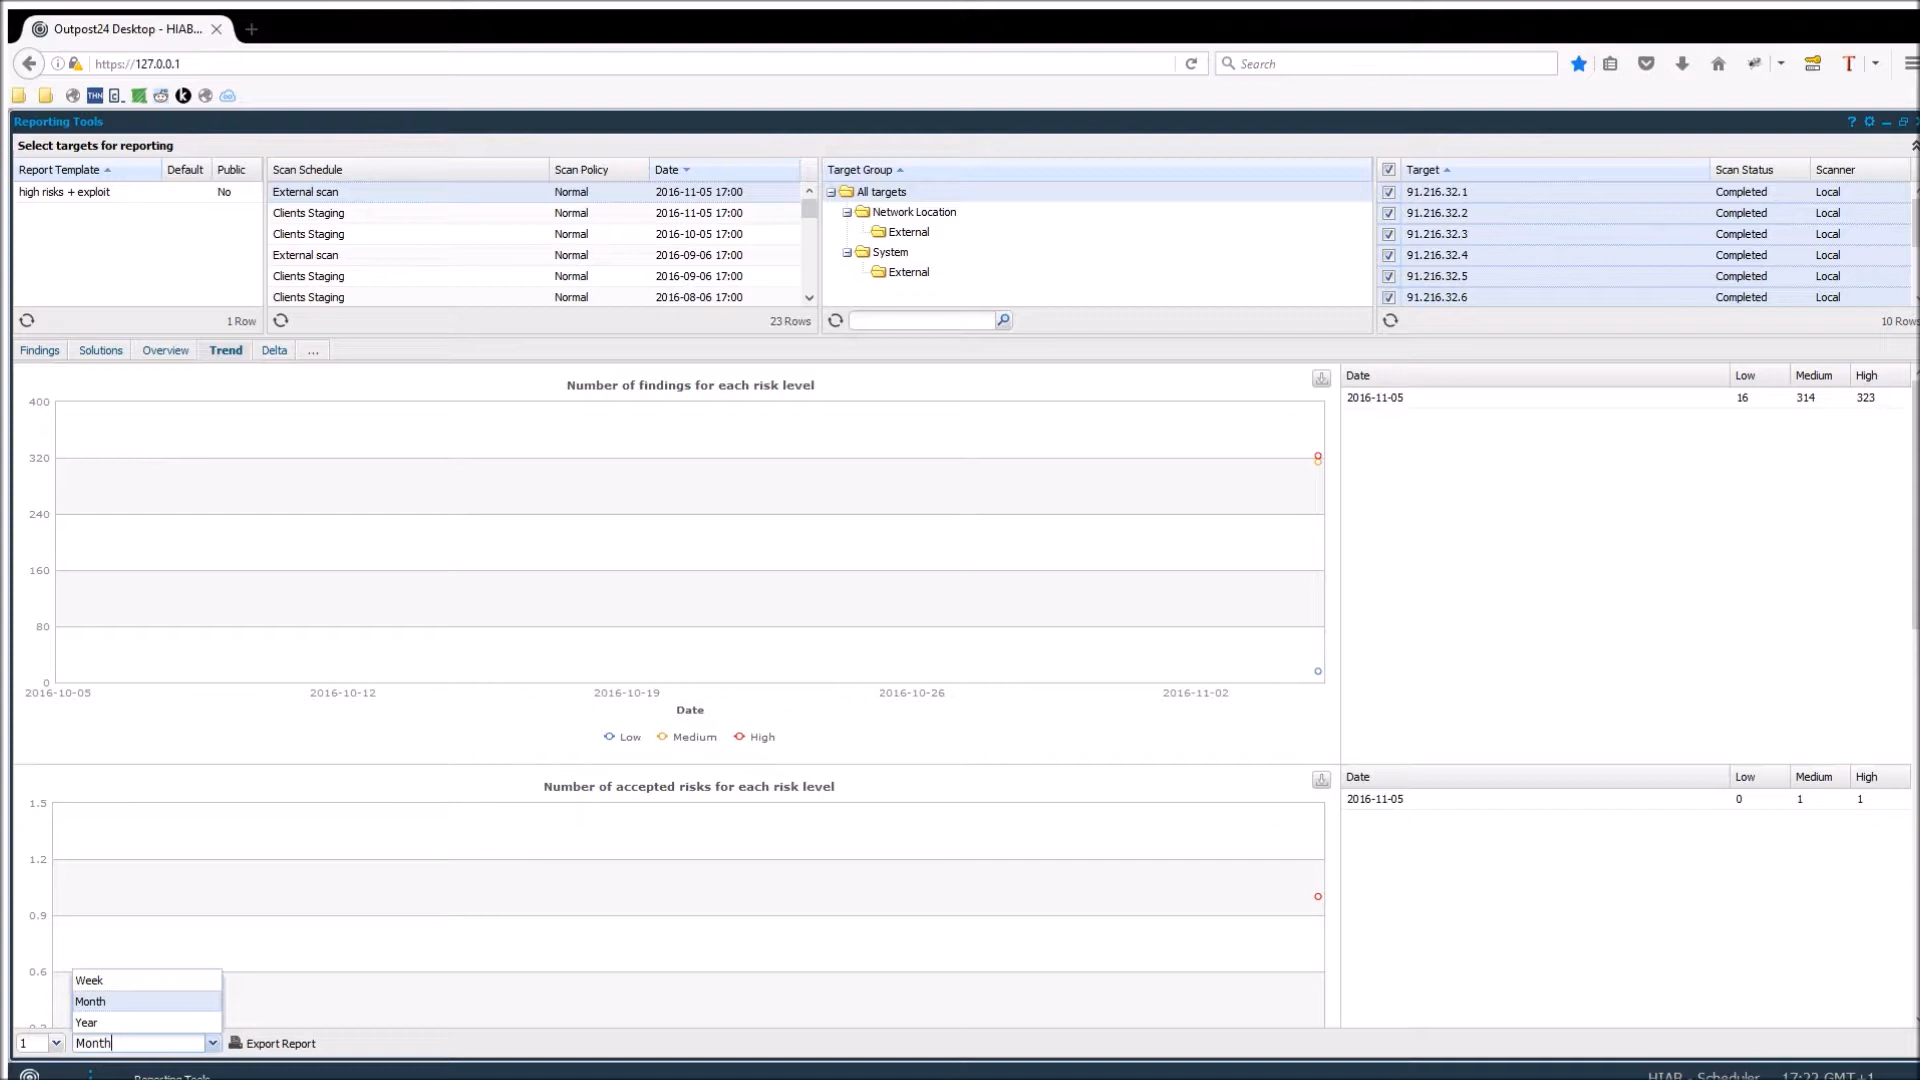 Outpost24 Desktop - HIAB...
https://127.0.0.1
Search
THN
Reporting Tools
Select targets for reporting
Report Template Default Public
high risks + exploit No
1 Row
Scan Schedule Scan Policy Date
External scan Normal 2016-11-05 17:00
Clients Staging Normal 2016-11-05 17:00
Clients Staging Normal 2016-10-05 17:00
External scan Normal 2016-09-06 17:00
Clients Staging Normal 2016-09-06 17:00
Clients Staging Normal 2016-08-06 17:00
23 Rows
Target Group
All targets
Network Location
External
System
External
Target Scan Status Scanner
91.216.32.1 Completed Local
91.216.32.2 Completed Local
91.216.32.3 Completed Local
91.216.32.4 Completed Local
91.216.32.5 Completed Local
91.216.32.6 Completed Local
10 Rows
Findings Solutions Overview Trend Delta ...
Number of findings for each risk level
400
320
240
160
80
0
2016-10-05 2016-10-12 2016-10-19 2016-10-26 2016-11-02
Date
Low Medium High
Date Low Medium High
2016-11-05 16 314 323
Number of accepted risks for each risk level
1.5
1.2
0.9
0.6
0.3
Date Low Medium High
2016-11-05 0 1 1
Week
Month
Year
1 Month Export Report
Reporting Tools HIAB - Scheduler 17:22 GMT+1